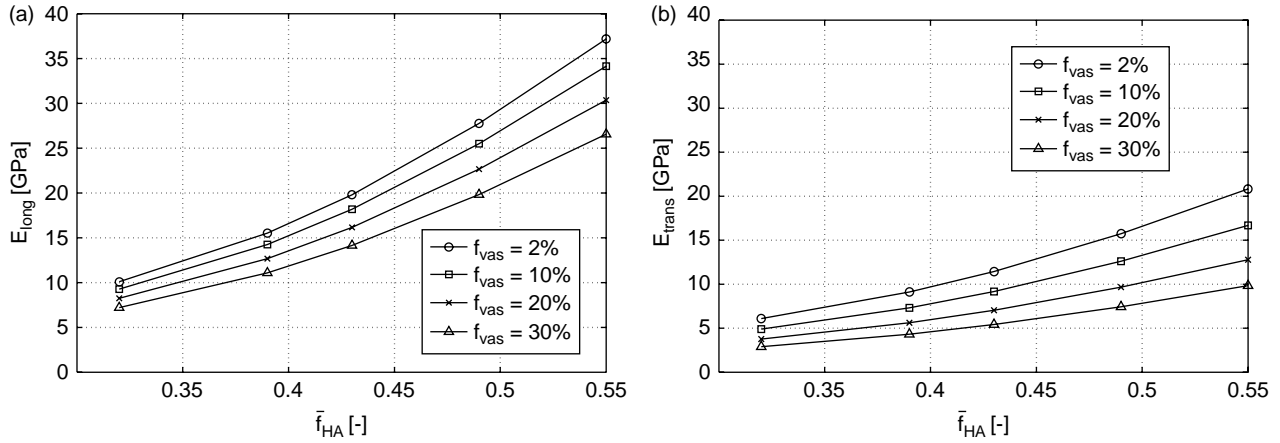 (a)
40
35
30
25
20
15
10
5
0
E_long [GPa]
0.35 0.4 0.45 0.5 0.55
f̄_HA [-]
f_vas = 2%
f_vas = 10%
f_vas = 20%
f_vas = 30%
(b)
40
35
30
25
20
15
10
5
0
E_trans [GPa]
0.35 0.4 0.45 0.5 0.55
f̄_HA [-]
f_vas = 2%
f_vas = 10%
f_vas = 20%
f_vas = 30%